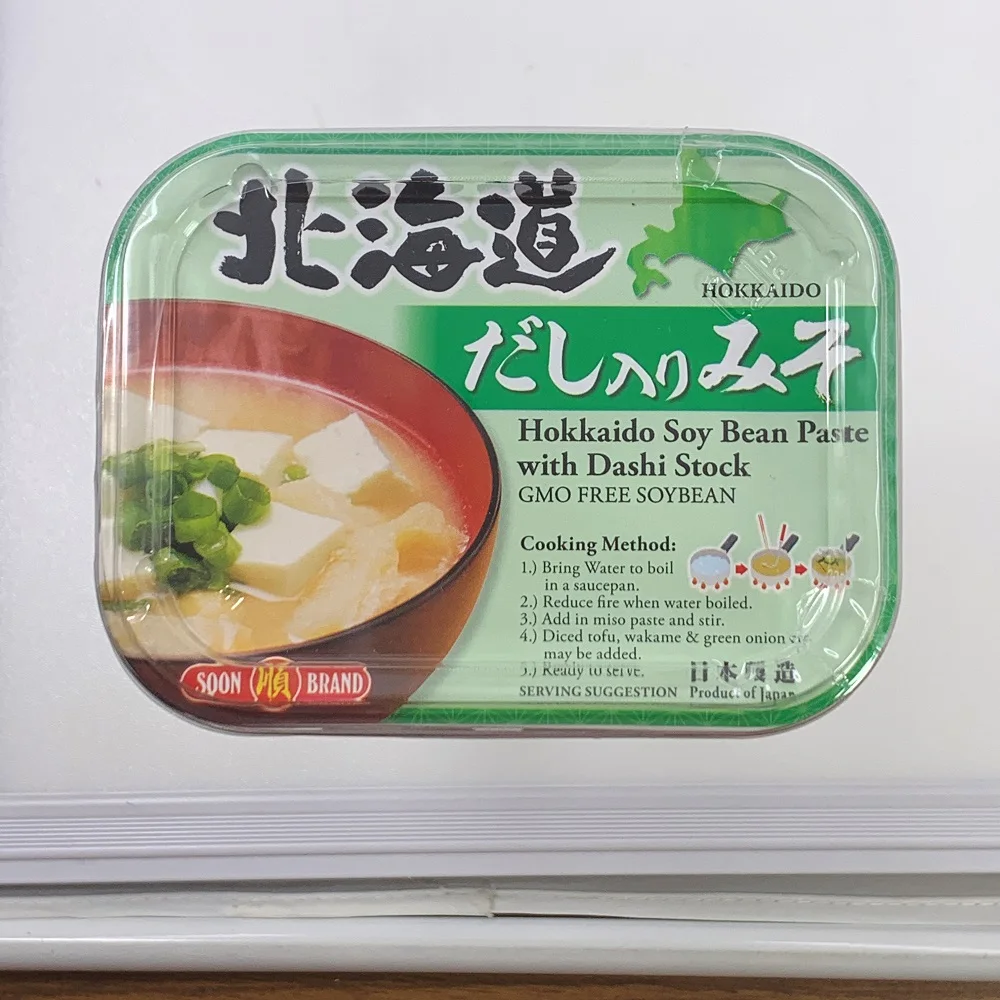 北海道
HOKKAIDO
だし入りみそ
Hokkaido Soy Bean Paste
with Dashi Stock
GMO FREE SOYBEAN
Cooking Method:
1.) Bring Water to boil
in a saucepan.
2.) Reduce fire when water boiled.
3.) Add in miso paste and stir.
4.) Diced tofu, wakame & green onion etc
may be added.
5.) Ready to serve.
SERVING SUGGESTION
日本製造
Product of Japan
SOON 順 BRAND